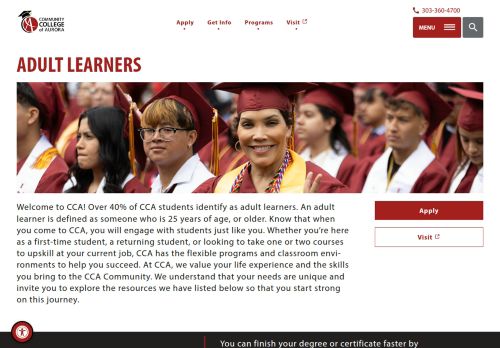 COMMUNITY
COLLEGE
of AURORA
Apply
Get Info
Programs
Visit
303-360-4700
MENU
ADULT LEARNERS
Welcome to CCA! Over 40% of CCA students identify as adult learners. An adult
learner is defined as someone who is 25 years of age, or older. Know that when
you come to CCA, you will engage with students just like you. Whether you're here
as a first-time student, a returning student, or looking to take one or two courses
to upskill at your current job, CCA has the flexible programs and classroom envi-
ronments to help you succeed. At CCA, we value your life experience and the skills
you bring to the CCA Community. We understand that your needs are unique and
invite you to explore the resources we have listed below so that you start strong
on this journey.
Apply
Visit
You can finish your degree or certificate faster by